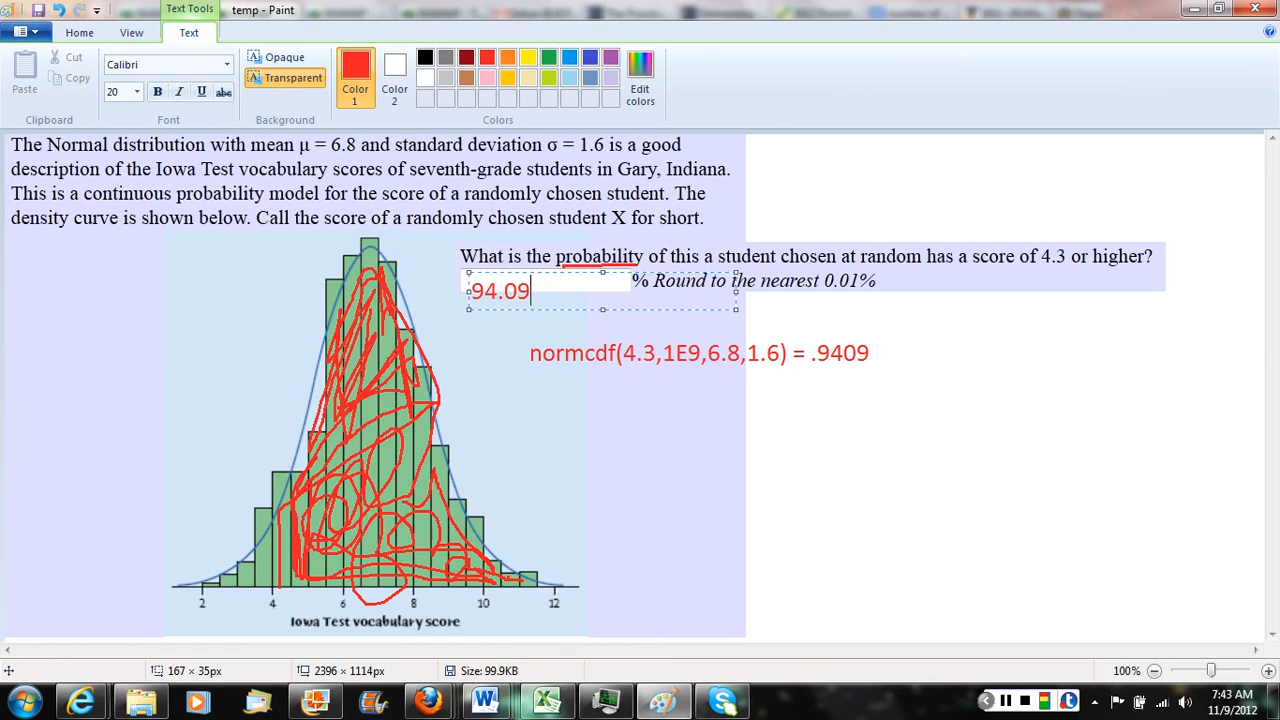 Text Tools
temp - Paint
Home
View
Text
Paste
Cut
Copy
Clipboard
Calibri
20
B I U abc
Font
Opaque
Transparent
Background
Color 1
Color 2
Edit colors
Colors
The Normal distribution with mean μ = 6.8 and standard deviation σ = 1.6 is a good
description of the Iowa Test vocabulary scores of seventh-grade students in Gary, Indiana.
This is a continuous probability model for the score of a randomly chosen student. The
density curve is shown below. Call the score of a randomly chosen student X for short.
What is the probability of this a student chosen at random has a score of 4.3 or higher?
94.09
% Round to the nearest 0.01%
normcdf(4.3,1E9,6.8,1.6) = .9409
2 4 6 8 10 12
Iowa Test vocabulary score
167 × 35px
2396 × 1114px
Size: 99.9KB
100%
7:43 AM
11/9/2012